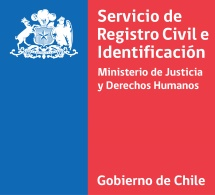 Servicio de
Registro Civil e
Identificación
Ministerio de Justicia
y Derechos Humanos
Gobierno de Chile